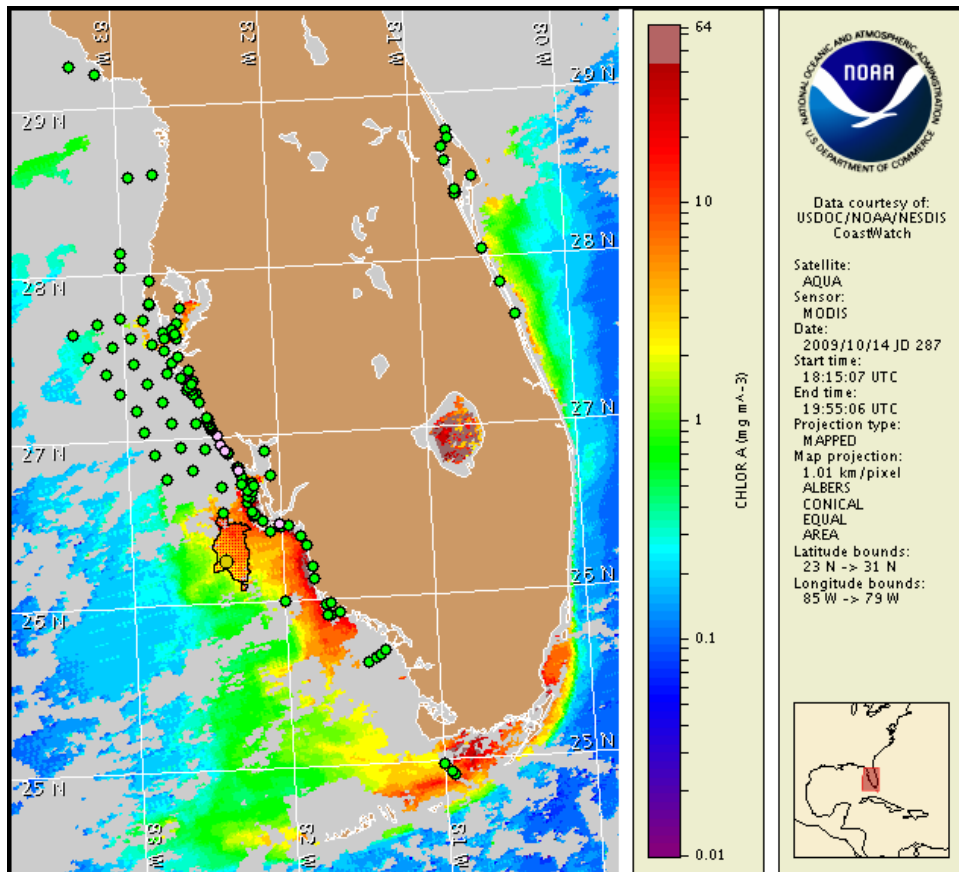 83 W
82 W
81 W
80 W
29 N
29 N
28 N
28 N
27 N
27 N
26 N
26 N
25 N
25 N
83 W
82 W
81 W
64
10
1
0.1
0.01
CHLOR A (mg m^-3)
NATIONAL OCEANIC AND ATMOSPHERIC ADMINISTRATION
NOAA
U.S. DEPARTMENT OF COMMERCE
Data courtesy of:
USDOC/NOAA/NESDIS
CoastWatch
Satellite:
AQUA
Sensor:
MODIS
Date:
2009/10/14 JD 287
Start time:
18:15:07 UTC
End time:
19:55:06 UTC
Projection type:
MAPPED
Map projection:
1.01 km/pixel
ALBERS
CONICAL
EQUAL
AREA
Latitude bounds:
23 N -> 31 N
Longitude bounds:
85 W -> 79 W